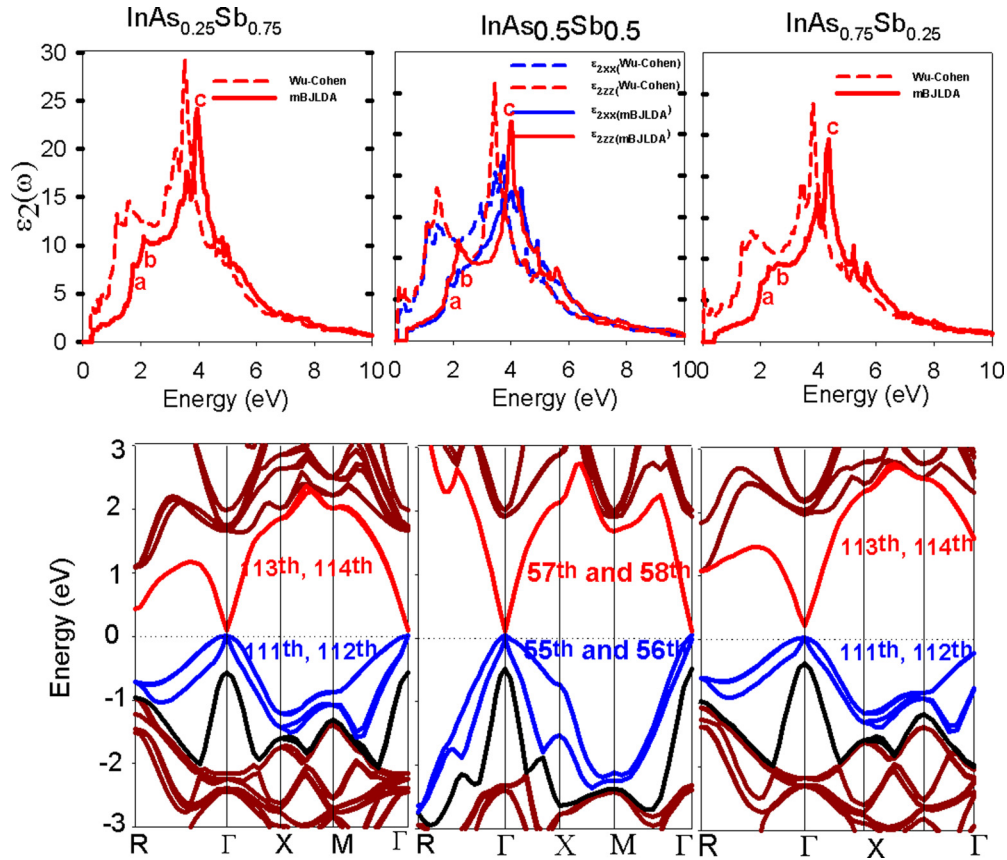 InAs0.25Sb0.75
InAs0.5Sb0.5
InAs0.75Sb0.25
ε2(ω)
30
25
20
15
10
5
0
Wu-Cohen
mBJLDA
c
b
a
0 2 4 6 8 10
Energy (eV)
ε2xx(Wu-Cohen)
ε2zz(Wu-Cohen)
ε2xx(mBJLDA)
ε2zz(mBJLDA)
c
b
a
2 4 6 8 10
Energy (eV)
Wu-Cohen
mBJLDA
c
b
a
0 2 4 6 8 10
Energy (eV)
Energy (eV)
3
2
1
0
-1
-2
-3
113th, 114th
111th, 112th
R Γ X M Γ
57th and 58th
55th and 56th
R Γ X M Γ
113th, 114th
111th, 112th
R Γ X Γ